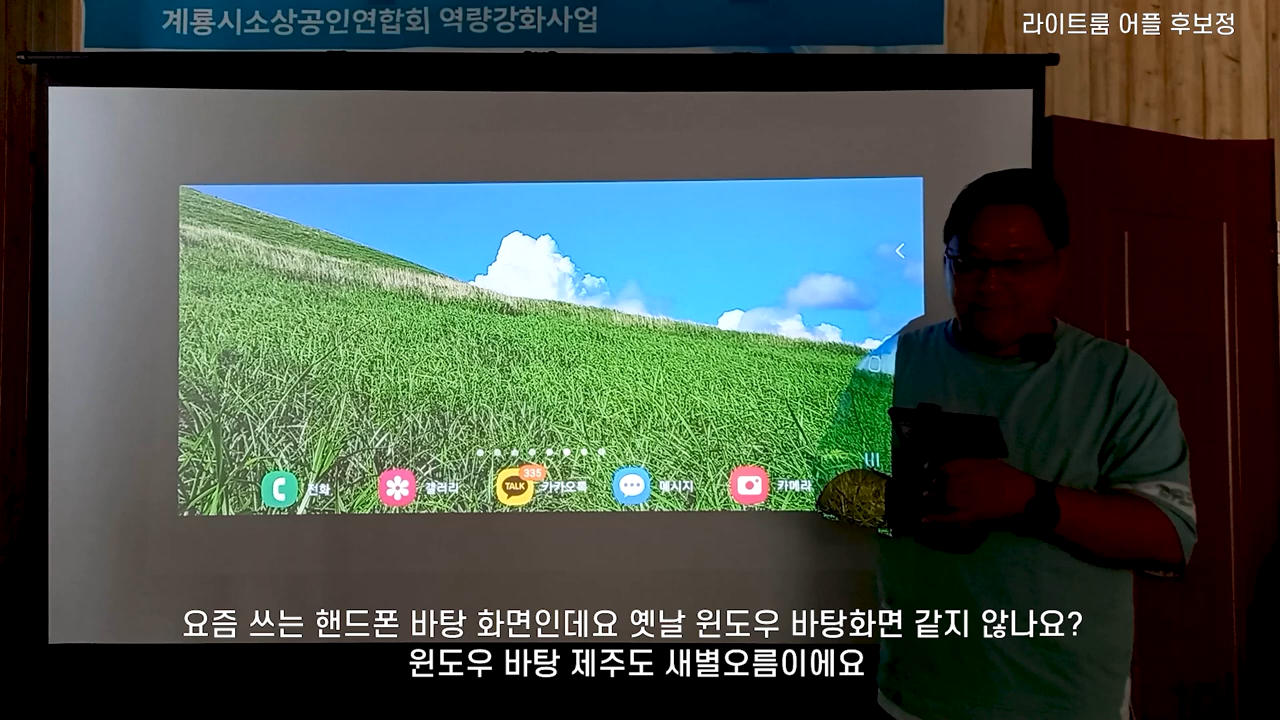 계룡시소상공인연합회 역량강화사업
라이트룸 어플 후보정
335
TALK
전화
갤러리
카카오톡
메시지
카메라
요즘 쓰는 핸드폰 바탕 화면인데요 옛날 윈도우 바탕화면 같지 않나요?
윈도우 바탕 제주도 새별오름이에요